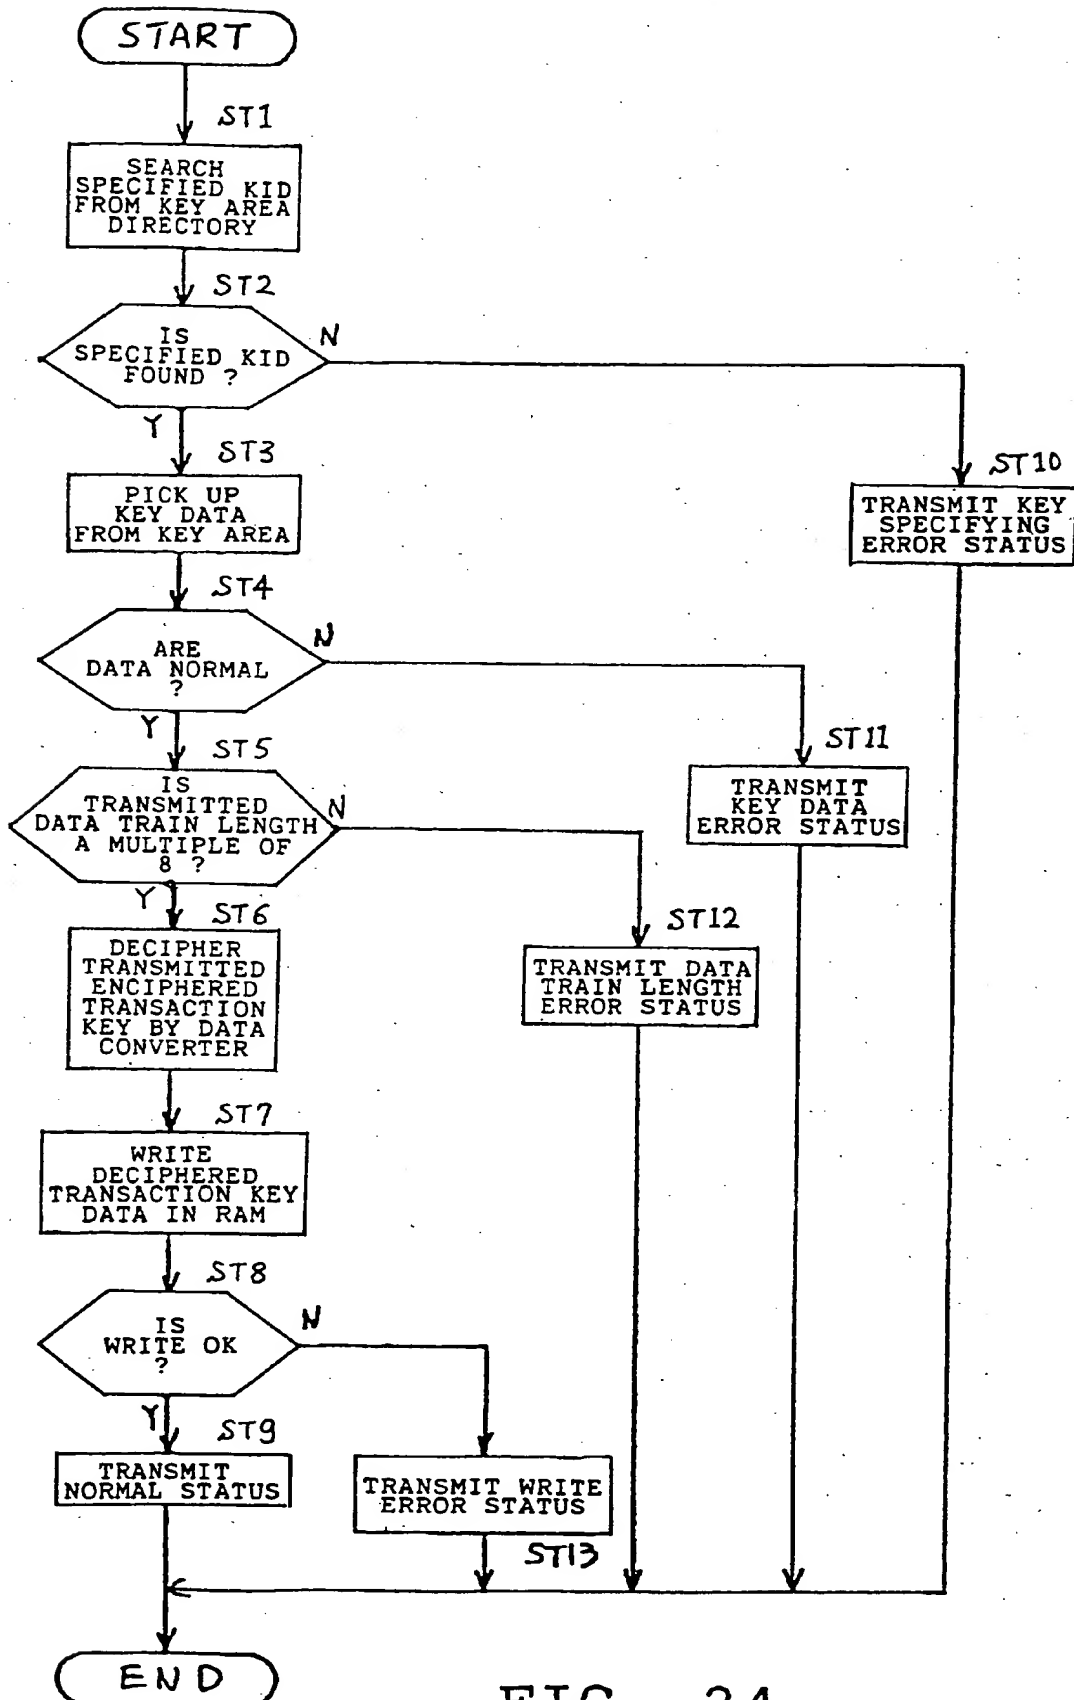 START
ST1
SEARCH
SPECIFIED KID
FROM KEY AREA
DIRECTORY
ST2
IS
SPECIFIED KID
FOUND ?
N
Y
ST3
PICK UP
KEY DATA
FROM KEY AREA
ST10
TRANSMIT KEY
SPECIFYING
ERROR STATUS
ST4
ARE
DATA NORMAL
?
N
Y
ST5
IS
TRANSMITTED
DATA TRAIN LENGTH
A MULTIPLE OF
8 ?
N
Y
ST11
TRANSMIT
KEY DATA
ERROR STATUS
ST6
DECIPHER
TRANSMITTED
ENCIPHERED
TRANSACTION
KEY BY DATA
CONVERTER
ST12
TRANSMIT DATA
TRAIN LENGTH
ERROR STATUS
ST7
WRITE
DECIPHERED
TRANSACTION KEY
DATA IN RAM
ST8
IS
WRITE OK
?
N
Y
ST9
TRANSMIT
NORMAL STATUS
TRANSMIT WRITE
ERROR STATUS
ST13
END
FIG. 24